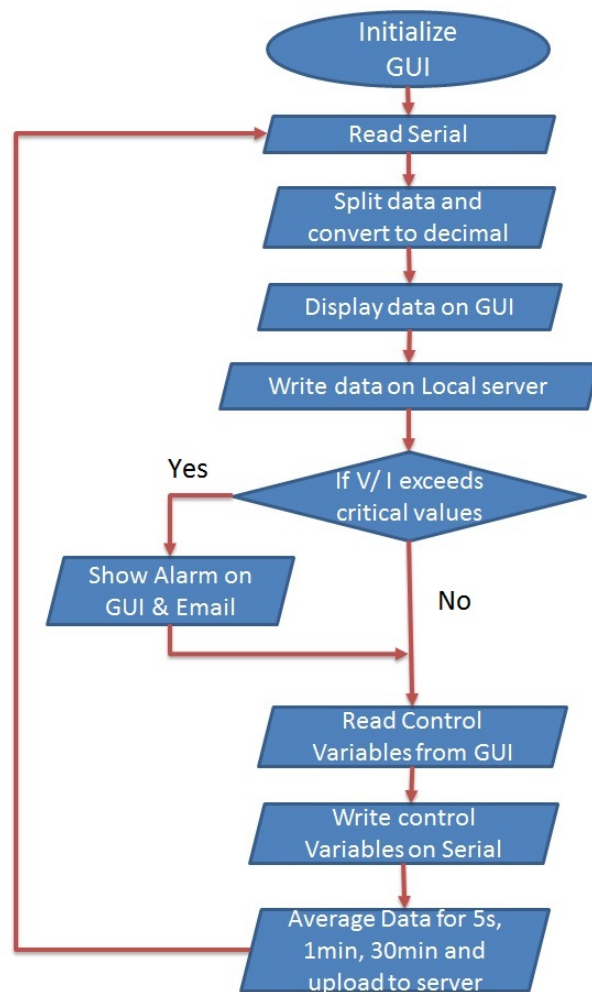 Initialize
GUI
Read Serial
Split data and
convert to decimal
Display data on GUI
Write data on Local server
If V/ I exceeds
critical values
Yes
Show Alarm on
GUI & Email
No
Read Control
Variables from GUI
Write control
Variables on Serial
Average Data for 5s,
1min, 30min and
upload to server